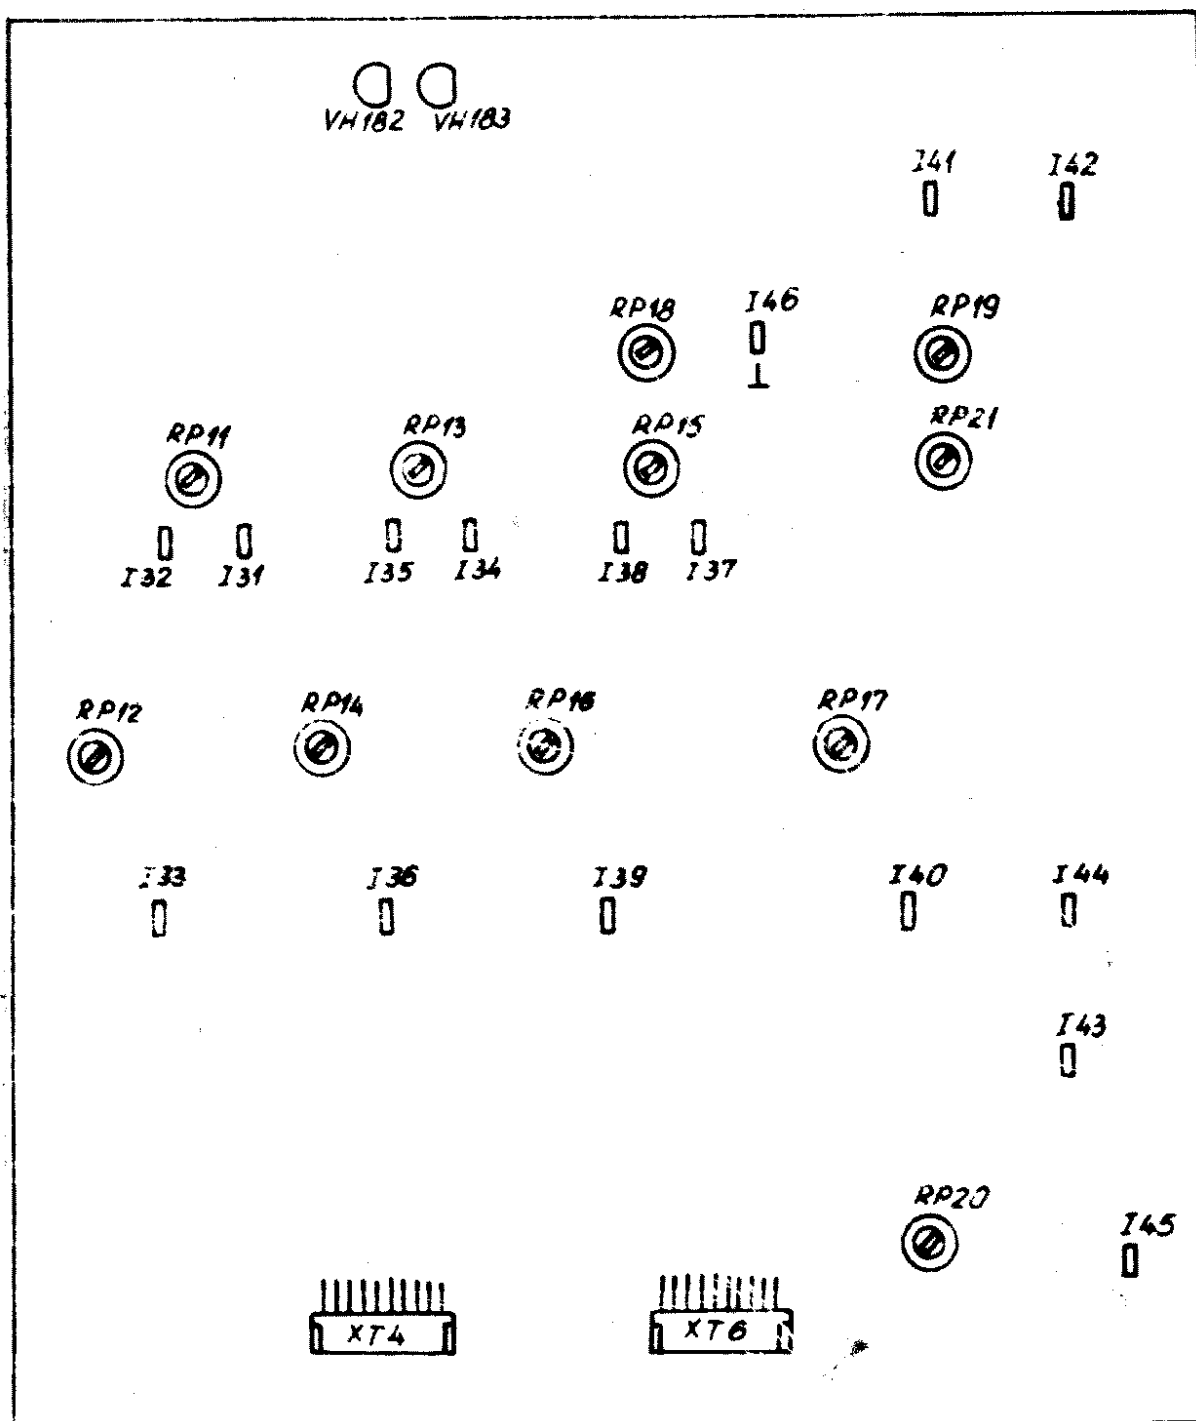 VH182 VH183
I41 I42
RP18 I46 RP19
RP11 RP13 RP15 RP21
I32 I31 I35 I34 I38 I37
RP12 RP14 RP16 RP17
I33 I36 I39 I40 I44
I43
RP20
I45
XT4 XT6